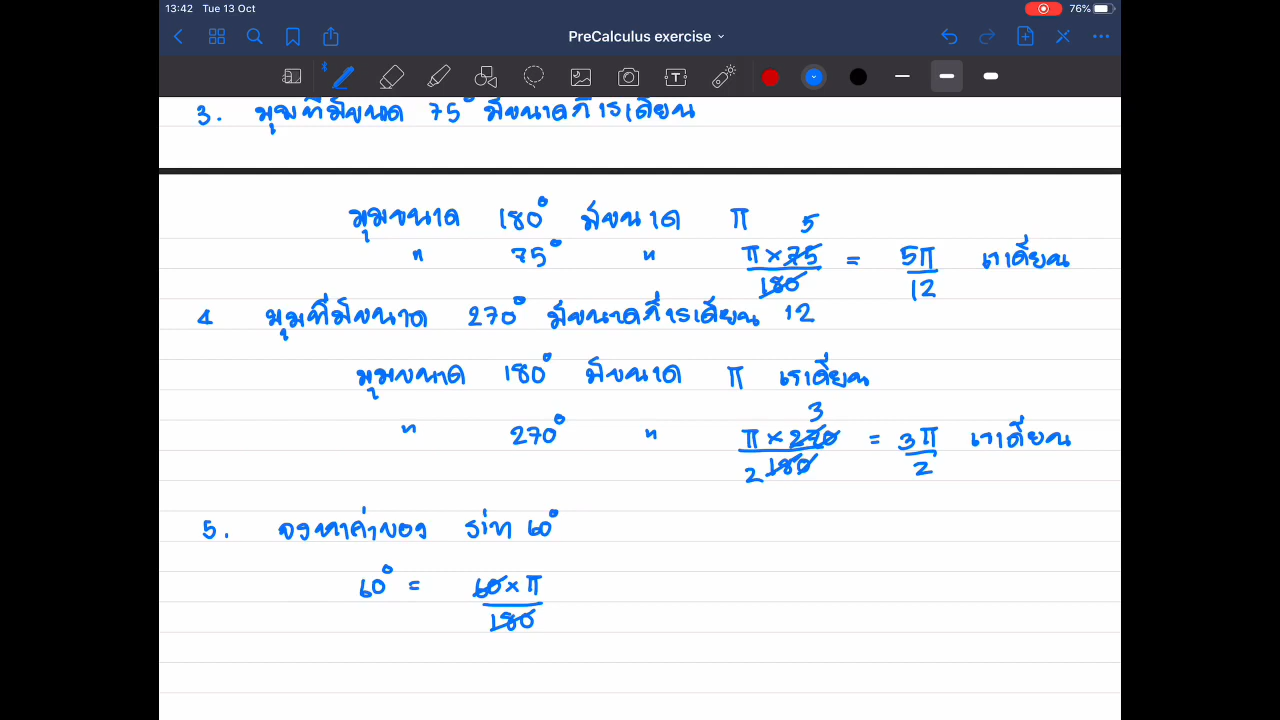 13:42 Tue 13 Oct 76%
PreCalculus exercise
3. มุมที่มีขนาด 75° มีขนาดกี่เรเดียน
มุมขนาด 180° มีขนาด π
" 75° " π × 75 5 / 180 12 = 5π / 12 เรเดียน
4 มุมที่มีขนาด 270° มีขนาดกี่เรเดียน
มุมขนาด 180° มีขนาด π เรเดียน
" 270° " π × 270 3 / 180 2 = 3π / 2 เรเดียน
5. จงหาค่าของ sin 60°
60° = 60 × π / 180